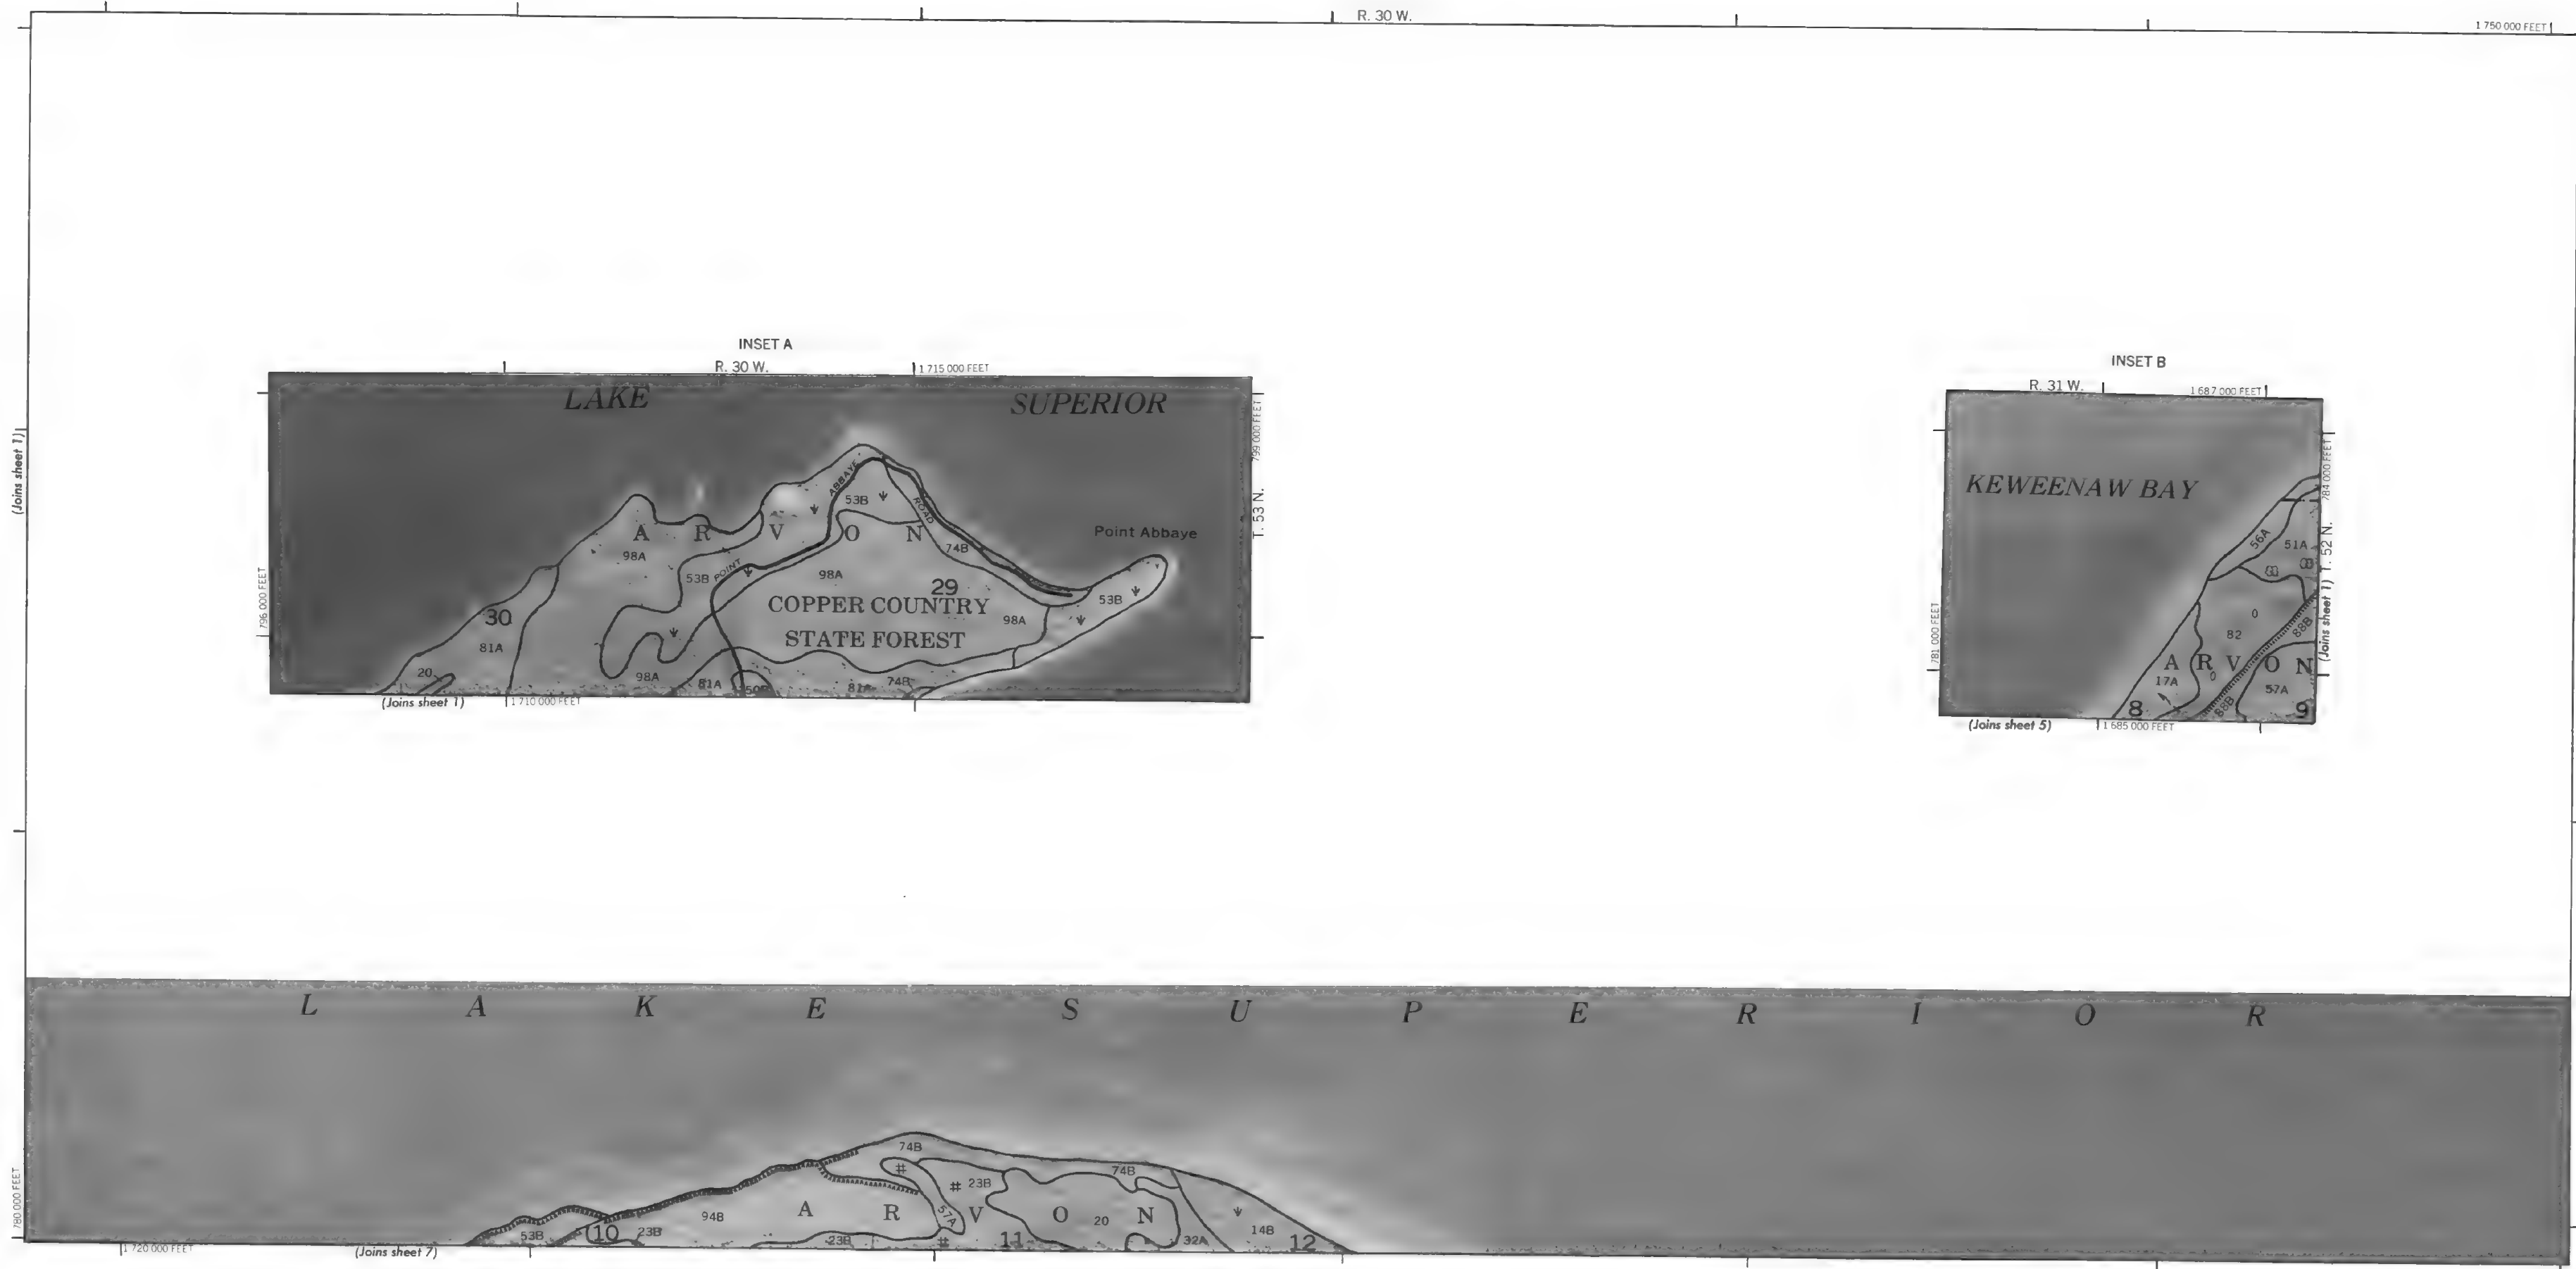 R. 30 W.
1 750 000 FEET
(Joins sheet 1)
INSET A
R. 30 W.
1 715 000 FEET
LAKE SUPERIOR
799 000 FEET
T. 53 N.
796 000 FEET
ABBAYE
53B
ROAD
A R V O N
Point Abbaye
98A
74B
53B
POINT
98A
29
53B
COPPER COUNTRY
30
98A
STATE FOREST
81A
20
98A
81A
50B
81A
74B
(Joins sheet 1)
1 710 000 FEET
INSET B
R. 31 W.
1 687 000 FEET
KEWEENAW BAY
784 000 FEET
T. 52 N.
56A
51A
781 000 FEET
82
88B
(Joins sheet 1)
A R V O N
17A
57A
88B
8
9
(Joins sheet 5)
1 685 000 FEET
L A K E S U P E R I O R
74B
74B
# 
# 23B
780 000 FEET
A R V O N
94B
57A
20
53B
10
23B
23B
#
11
32A
14B
12
1 720 000 FEET
(Joins sheet 7)